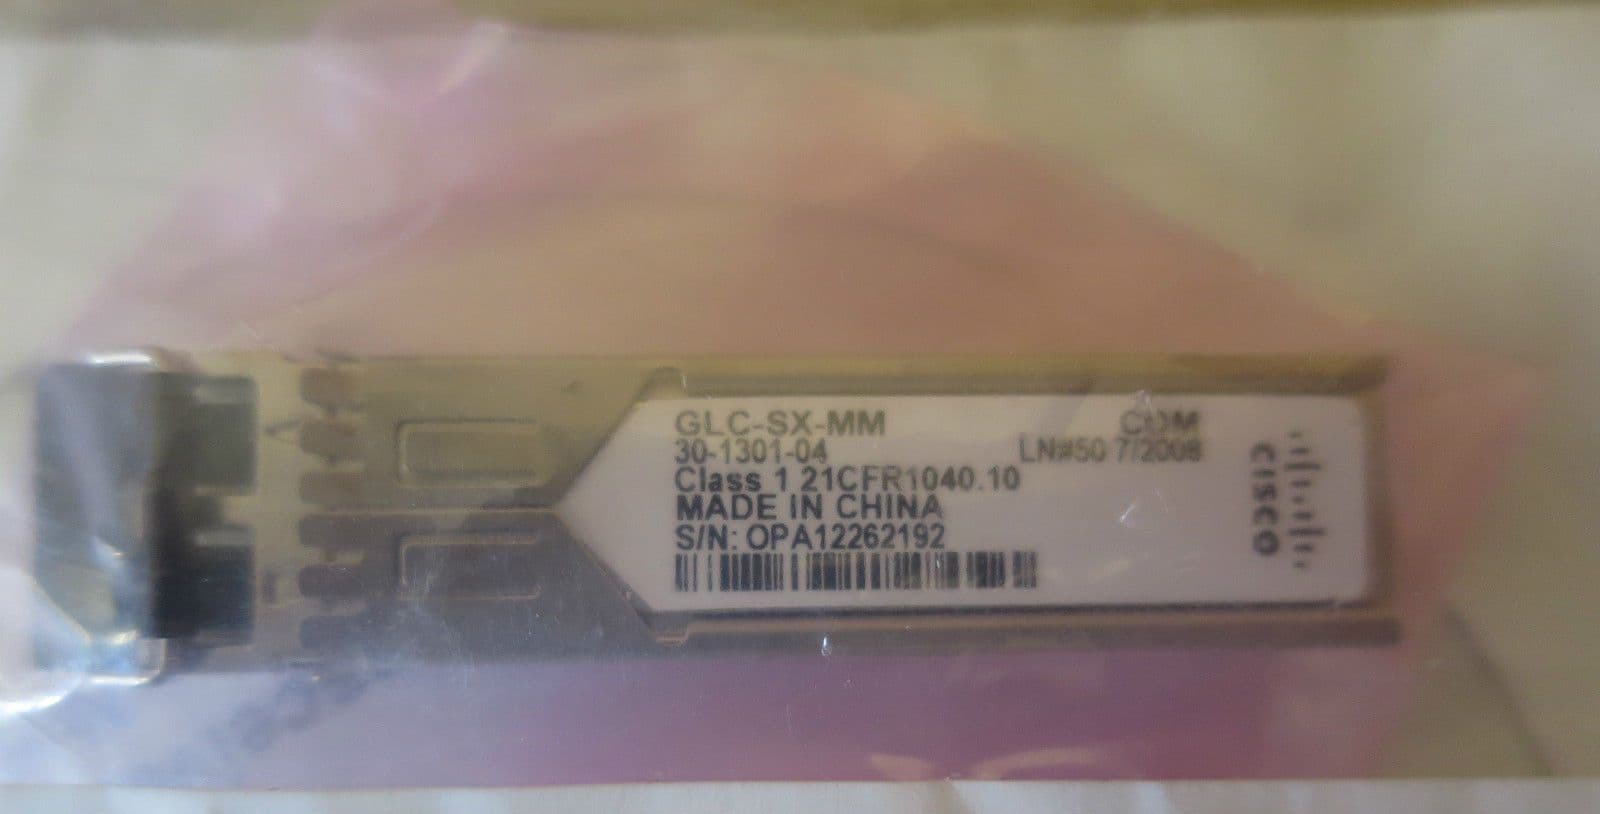 GLC-SX-MM
30-1301-04
Class 1 21CFR1040.10
MADE IN CHINA
S/N: OPA12262192
COM
LN#50 7/2008
CISCO